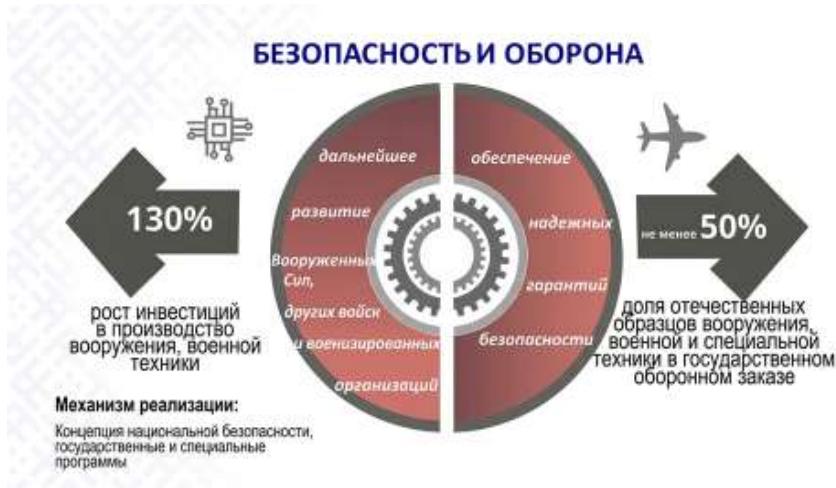 БЕЗОПАСНОСТЬ И ОБОРОНА
130%
рост инвестиций
в производство
вооружения, военной
техники
дальнейшее
развитие
Вооруженных
Сил,
других войск
и военизированных
организаций
обеспечение
надежных
гарантий
безопасности
не менее 50%
доля отечественных
образцов вооружения,
военной и специальной
техники в государственном
оборонном заказе
Механизм реализации:
Концепция национальной безопасности,
государственные и специальные
программы